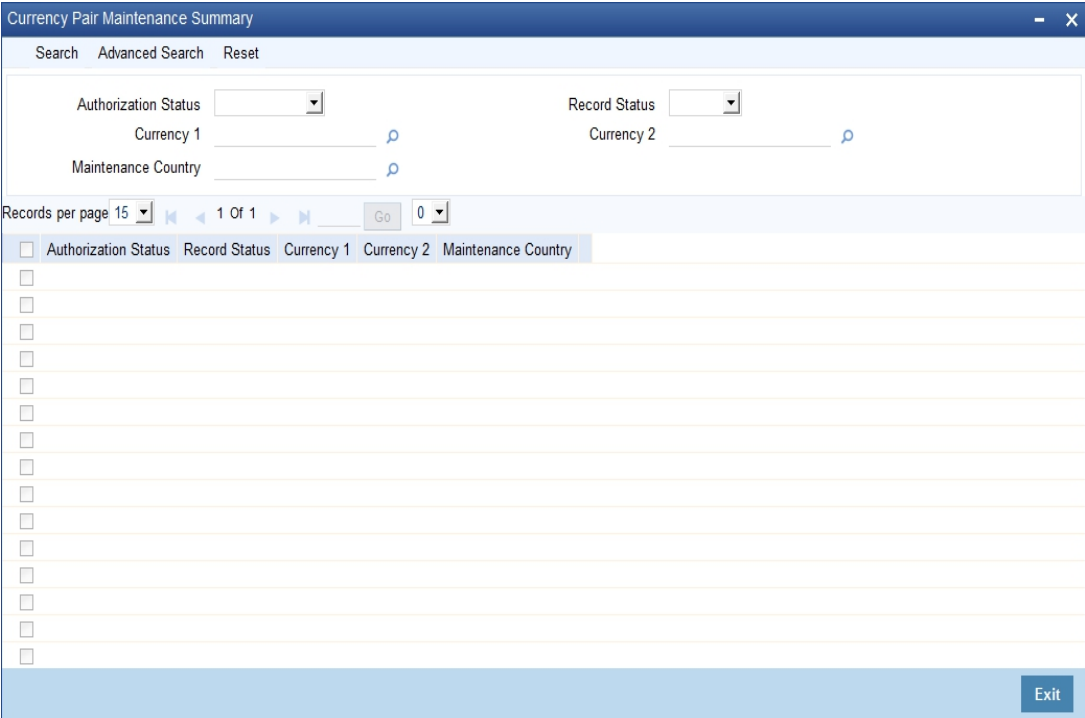 Currency Pair Maintenance Summary
Search Advanced Search Reset
Authorization Status Record Status
Currency 1 Currency 2
Maintenance Country
Records per page 15 1 Of 1 Go 0
Authorization Status Record Status Currency 1 Currency 2 Maintenance Country
Exit